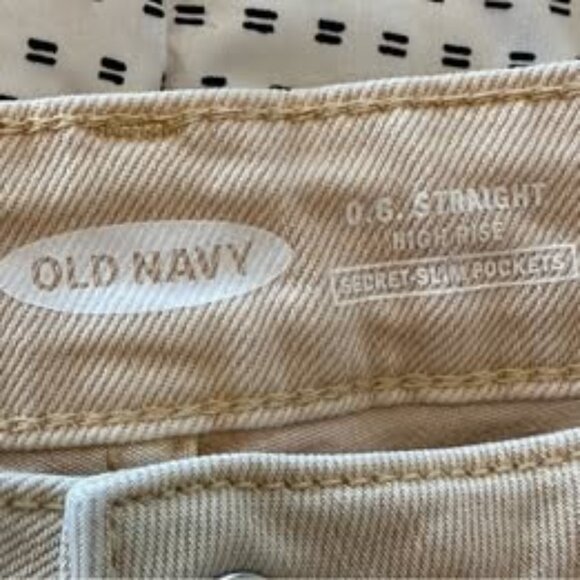 OLD NAVY
O.G. STRAIGHT
HIGH RISE
SECRET-SLIM POCKETS